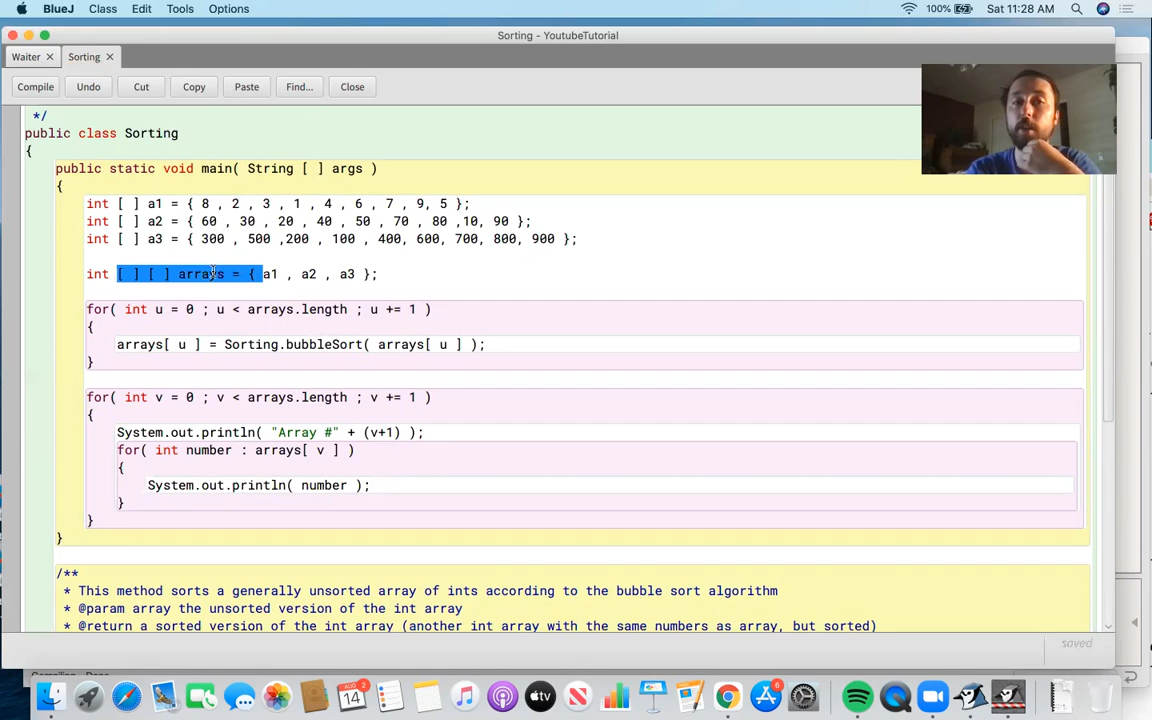 BlueJ Class Edit Tools Options 100% Sat 11:28 AM
Sorting - YoutubeTutorial
Waiter × Sorting ×
Compile Undo Cut Copy Paste Find... Close
*/
public class Sorting
{
public static void main( String [ ] args )
{
int [ ] a1 = { 8 , 2 , 3 , 1 , 4 , 6 , 7 , 9, 5 };
int [ ] a2 = { 60 , 30 , 20 , 40 , 50 , 70 , 80 ,10, 90 };
int [ ] a3 = { 300 , 500 ,200 , 100 , 400, 600, 700, 800, 900 };
int [ ] [ ] arrays = { a1 , a2 , a3 };
for( int u = 0 ; u < arrays.length ; u += 1 )
{
arrays[ u ] = Sorting.bubbleSort( arrays[ u ] );
}
for( int v = 0 ; v < arrays.length ; v += 1 )
{
System.out.println( "Array #" + (v+1) );
for( int number : arrays[ v ] )
{
System.out.println( number );
}
}
}
/**
* This method sorts a generally unsorted array of ints according to the bubble sort algorithm
* @param array the unsorted version of the int array
* @return a sorted version of the int array (another int array with the same numbers as array, but sorted)
saved
AUG 14 2
tv
6